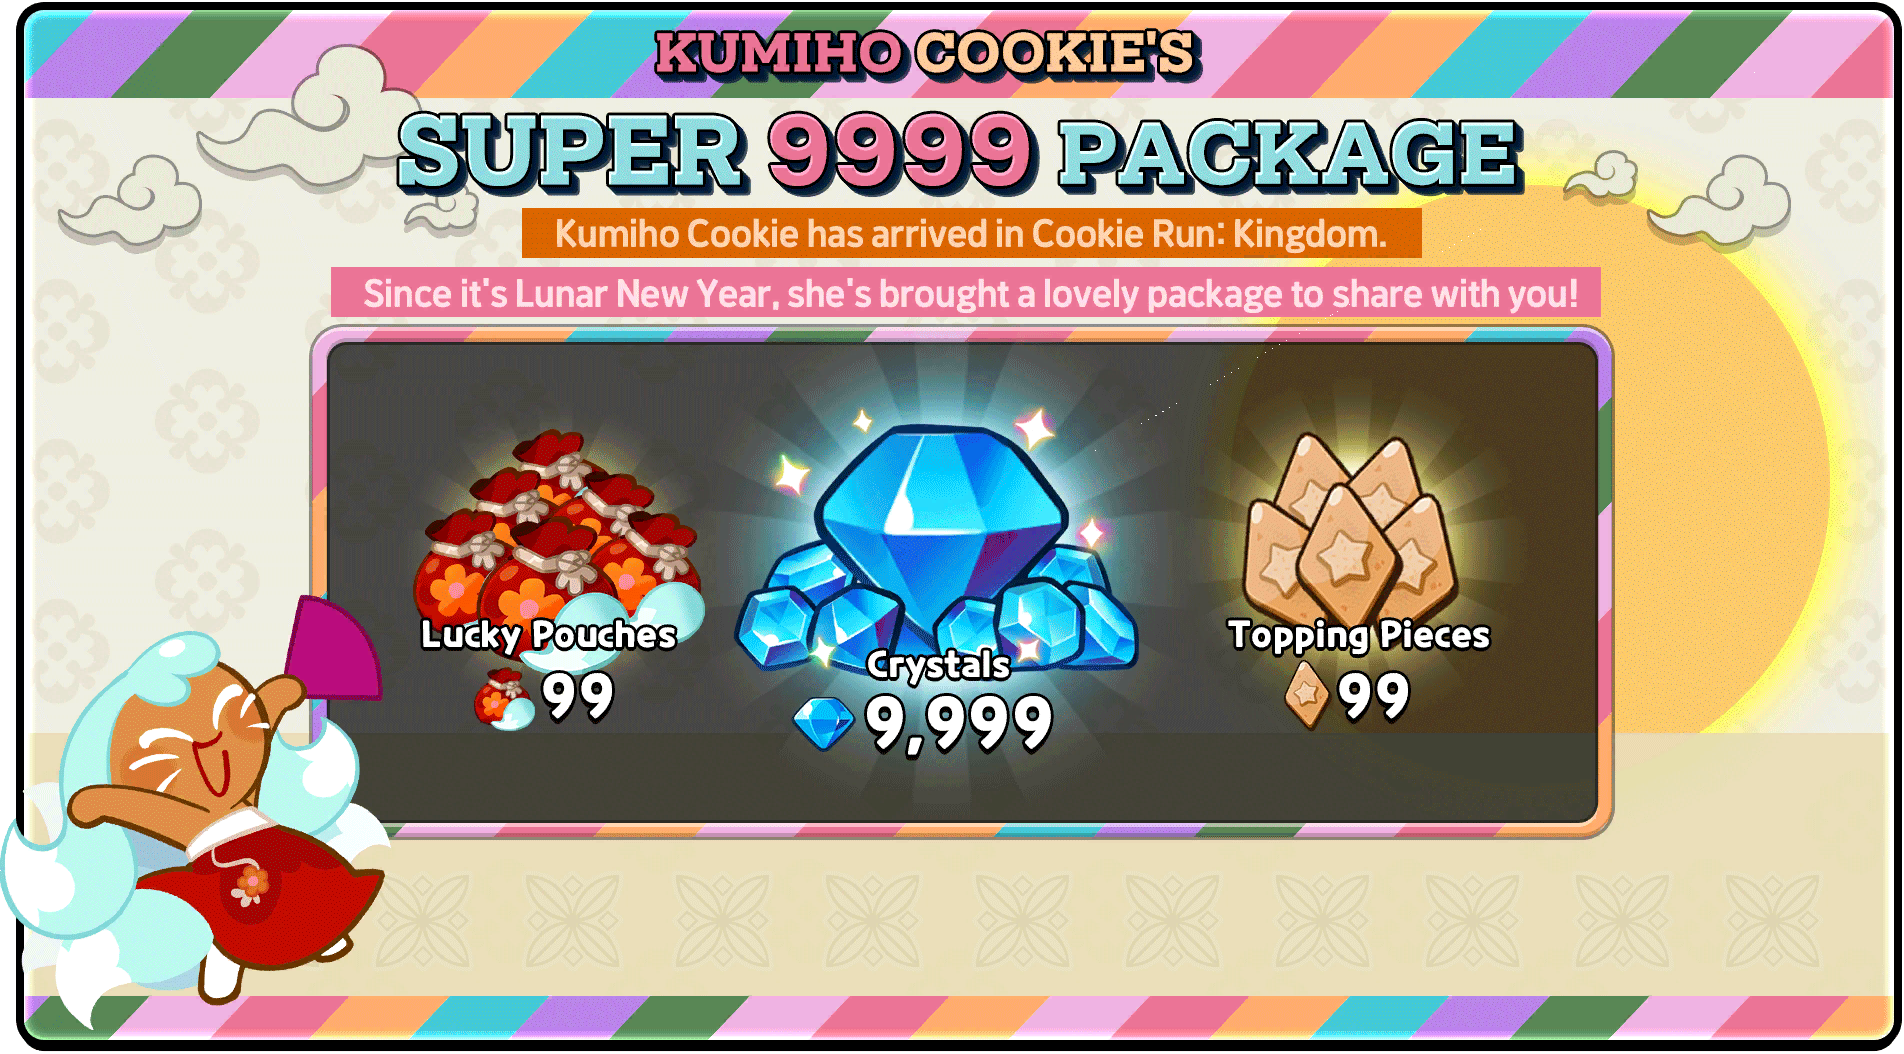 KUMIHO COOKIE'S
SUPER 9999 PACKAGE
Kumiho Cookie has arrived in Cookie Run: Kingdom.
Since it's Lunar New Year, she's brought a lovely package to share with you!
Lucky Pouches
99
Crystals
9,999
Topping Pieces
99